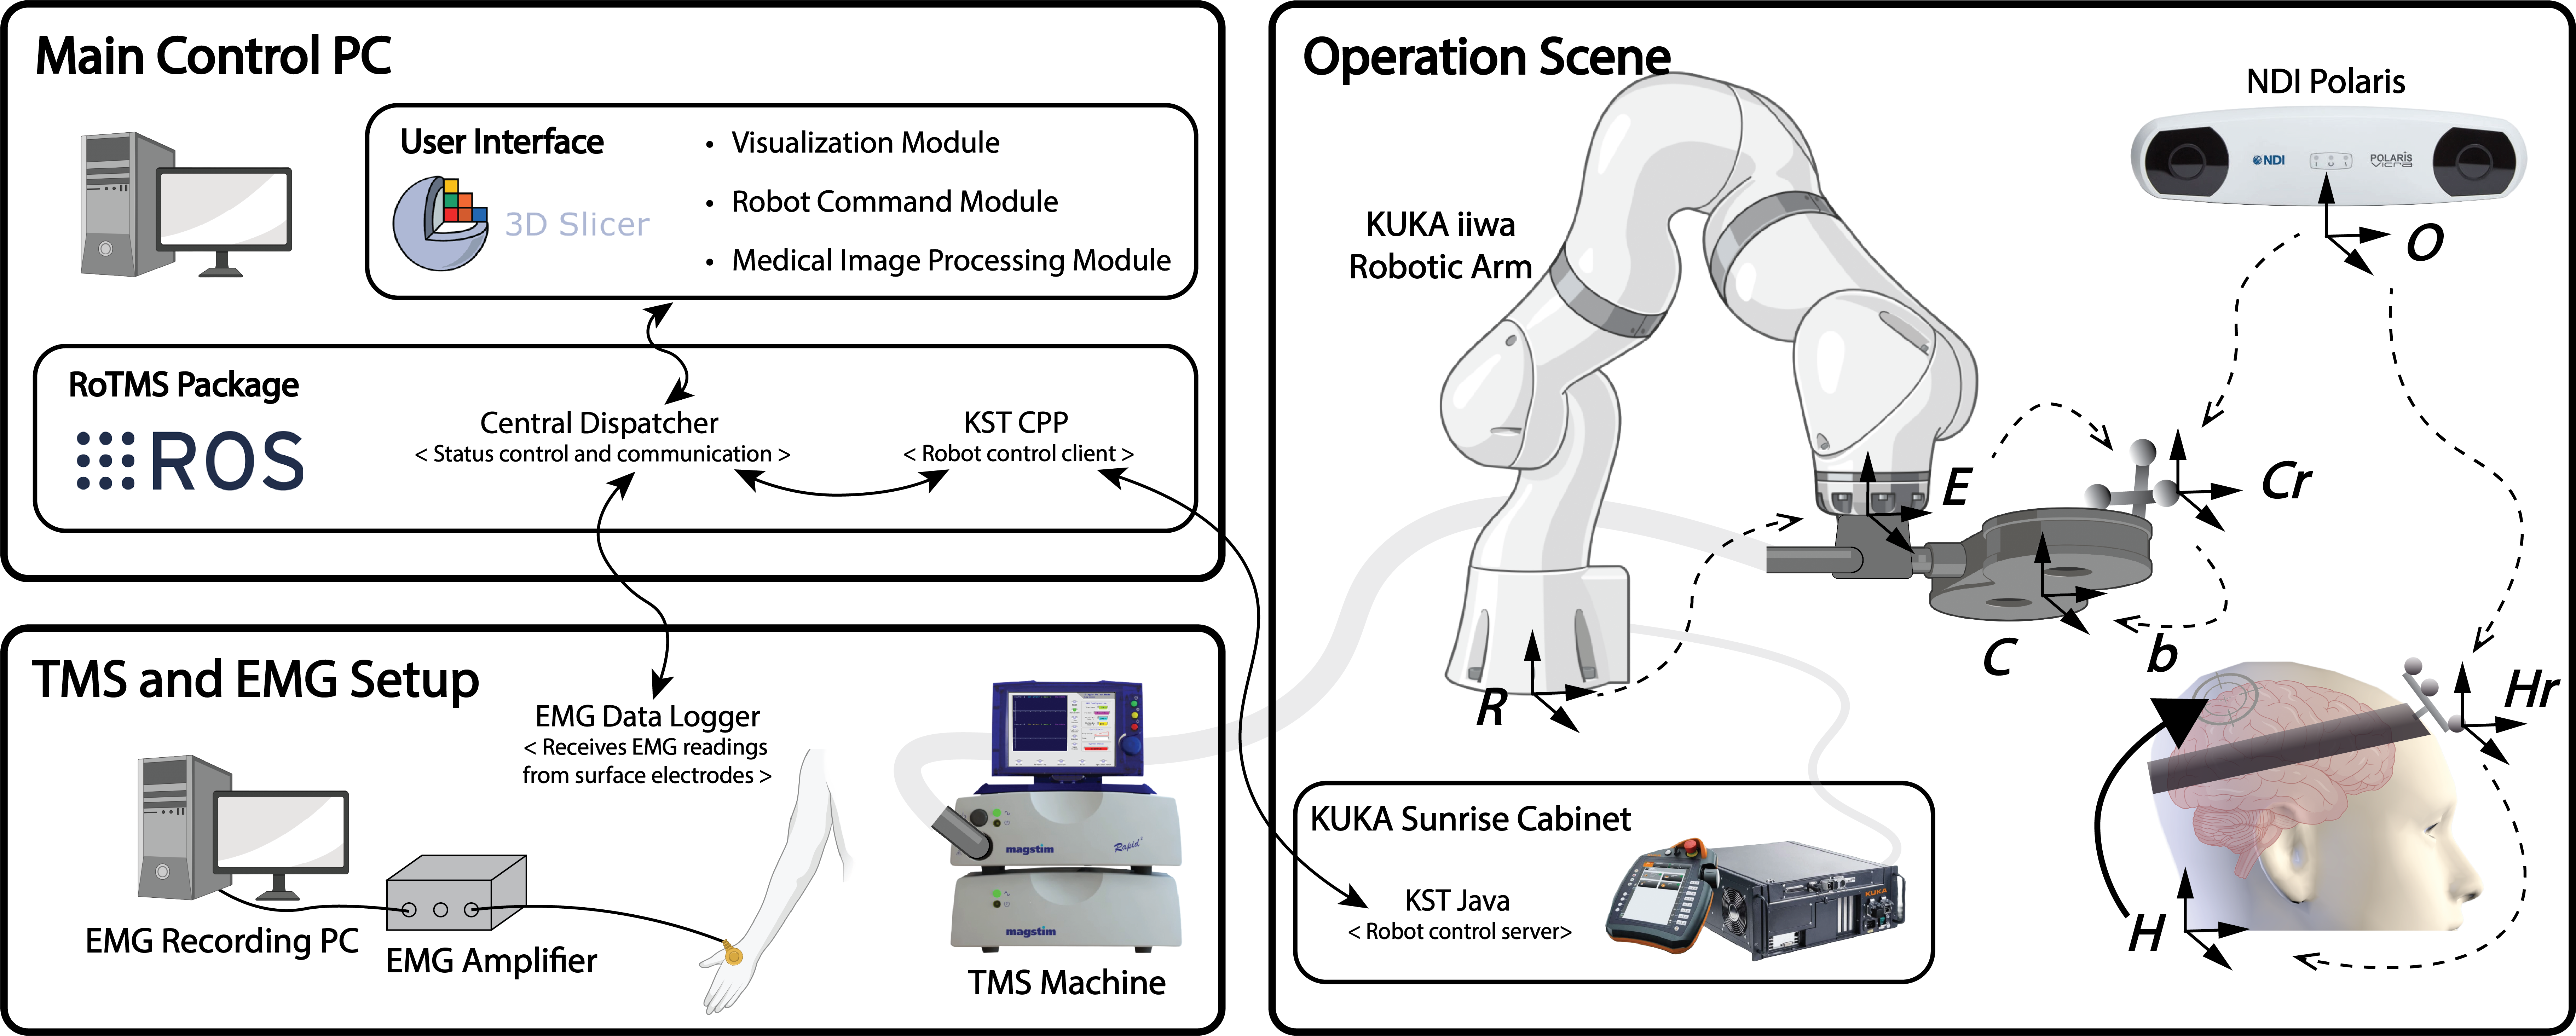 Main Control PC
User Interface
3D Slicer
• Visualization Module
• Robot Command Module
• Medical Image Processing Module
RoTMS Package
ROS
Central Dispatcher
< Status control and communication >
KST CPP
< Robot control client >
TMS and EMG Setup
EMG Data Logger
< Receives EMG readings
from surface electrodes >
EMG Recording PC
EMG Amplifier
magstim
Rapid²
magstim
TMS Machine
Operation Scene
NDI Polaris
NDI
POLARIS
VICRA
KUKA iiwa
Robotic Arm
O
E
Cr
C
b
R
Hr
H
KUKA Sunrise Cabinet
KST Java
< Robot control server>
KUKA